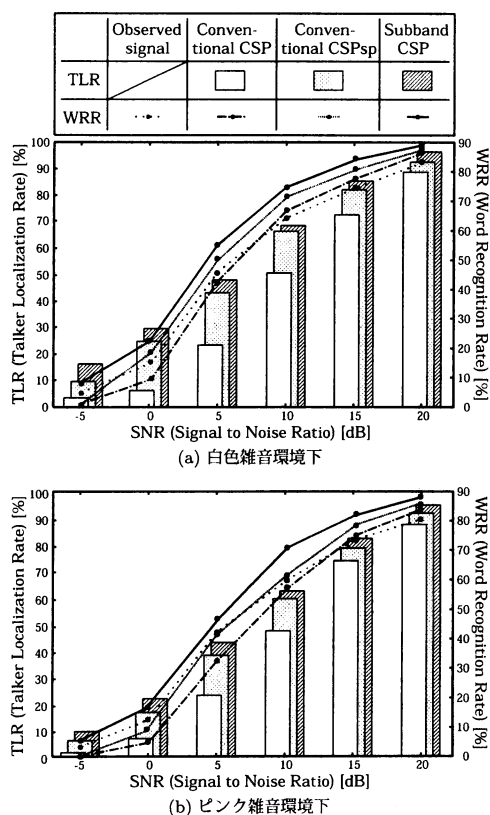 Observed signal
Conven-tional CSP
Conven-tional CSPsp
Subband CSP
TLR
WRR
TLR (Talker Localization Rate) [%]
100
90
80
70
60
50
40
30
20
10
0
WRR (Word Recognition Rate) [%]
90
80
70
60
50
40
30
20
10
0
-5 0 5 10 15 20
SNR (Signal to Noise Ratio) [dB]
(a) 白色雑音環境下
TLR (Talker Localization Rate) [%]
100
90
80
70
60
50
40
30
20
10
0
WRR (Word Recognition Rate) [%]
90
80
70
60
50
40
30
20
10
0
-5 0 5 10 15 20
SNR (Signal to Noise Ratio) [dB]
(b) ピンク雑音環境下